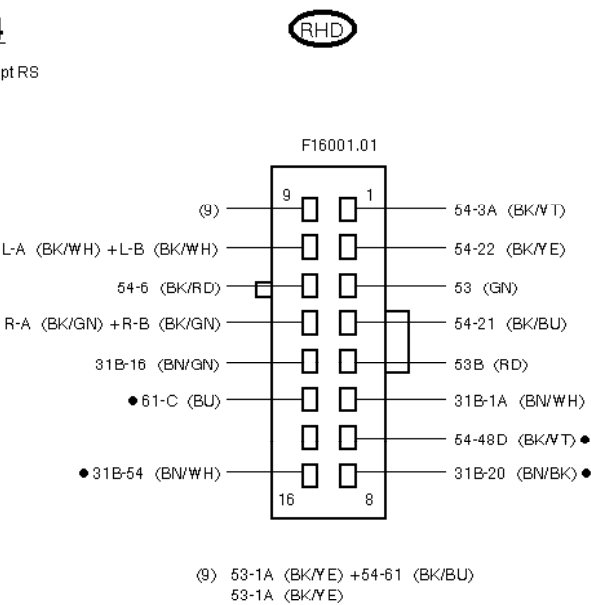 RHD
pt RS
F16001.01
9 1
(9) 54-3A (BK/VT)
L-A (BK/WH) +L-B (BK/WH) 54-22 (BK/YE)
54-6 (BK/RD) 53 (GN)
R-A (BK/GN) +R-B (BK/GN) 54-21 (BK/BU)
31B-16 (BN/GN) 53B (RD)
●61-C (BU) 31B-1A (BN/WH)
54-48D (BK/VT)●
●31B-54 (BN/WH) 31B-20 (BN/BK)●
16 8
(9) 53-1A (BK/YE) +54-61 (BK/BU)
53-1A (BK/YE)